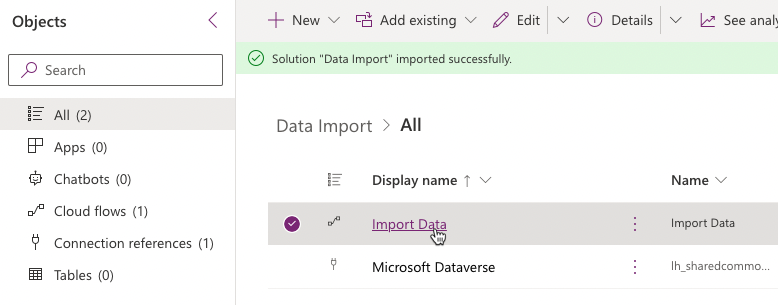 Objects
Search
All (2)
Apps (0)
Chatbots (0)
Cloud flows (1)
Connection references (1)
Tables (0)
New Add existing Edit Details See analy
Solution "Data Import" imported successfully.
Data Import > All
Display name ↑ Name
Import Data Import Data
Microsoft Dataverse lh_sharedcommo...